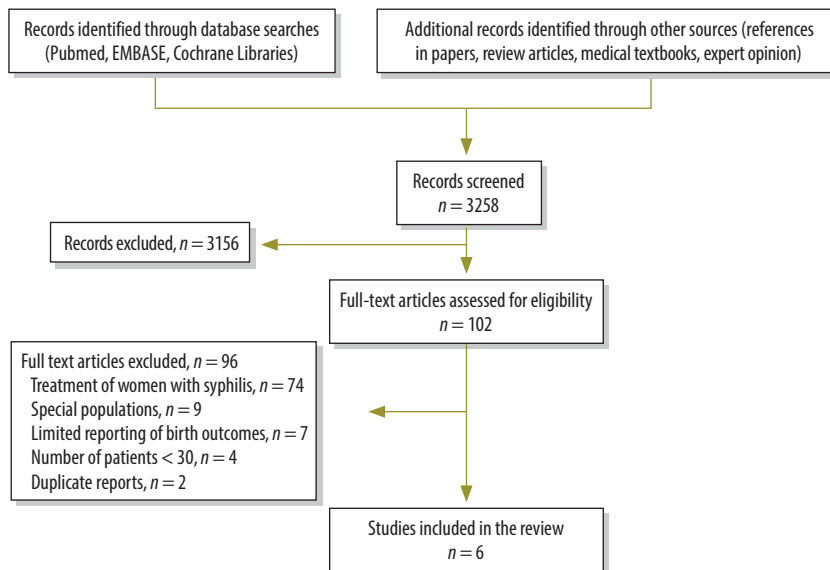 Records identified through database searches
(Pubmed, EMBASE, Cochrane Libraries)
Additional records identified through other sources (references
in papers, review articles, medical textbooks, expert opinion)
Records screened
n = 3258
Records excluded, n = 3156
Full-text articles assessed for eligibility
n = 102
Full text articles excluded, n = 96
Treatment of women with syphilis, n = 74
Special populations, n = 9
Limited reporting of birth outcomes, n = 7
Number of patients < 30, n = 4
Duplicate reports, n = 2
Studies included in the review
n = 6